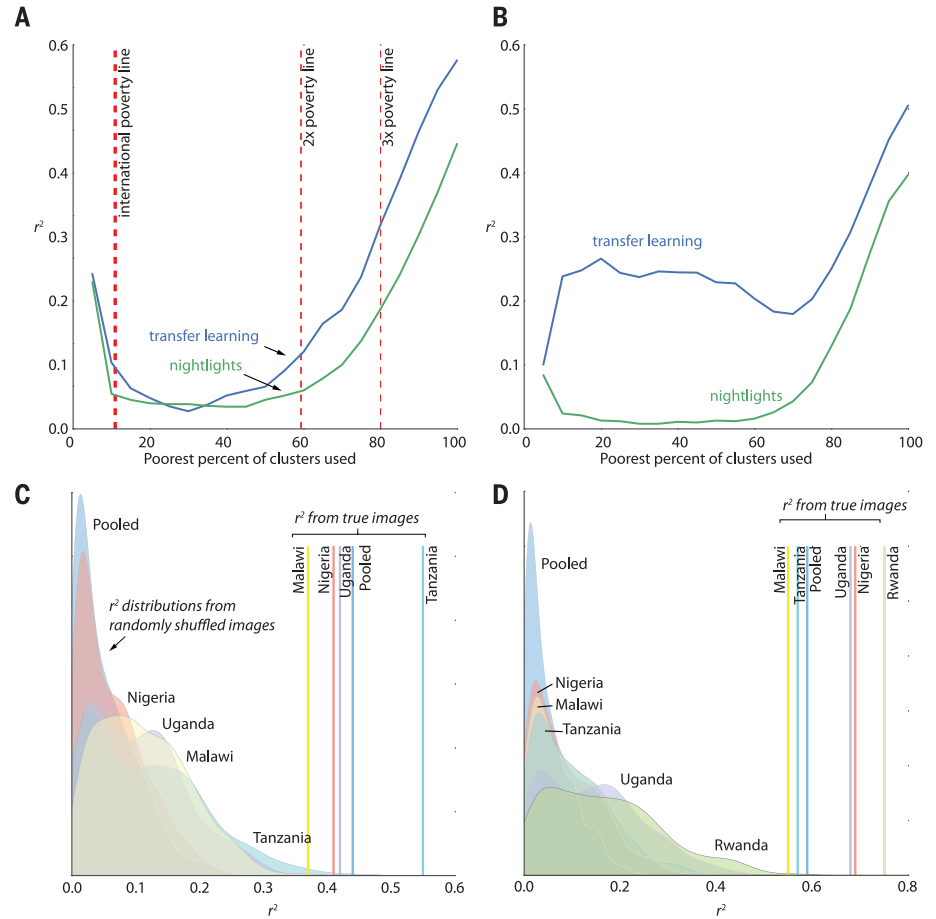 A
0.6
0.5
0.4
0.3
0.2
0.1
0.0
r²
international poverty line
2x poverty line
3x poverty line
transfer learning
nightlights
0
20
40
60
80
100
Poorest percent of clusters used
B
0.6
0.5
0.4
0.3
0.2
0.1
0.0
r²
transfer learning
nightlights
0
20
40
60
80
100
Poorest percent of clusters used
C
Pooled
r² distributions from
randomly shuffled images
Nigeria
Uganda
Malawi
Tanzania
r² from true images
Malawi
Nigeria
Uganda
Pooled
Tanzania
0.0
0.1
0.2
0.3
0.4
0.5
0.6
r²
D
Pooled
Nigeria
Malawi
Tanzania
Uganda
Rwanda
r² from true images
Malawi
Tanzania
Pooled
Uganda
Nigeria
Rwanda
0.0
0.2
0.4
0.6
0.8
r²